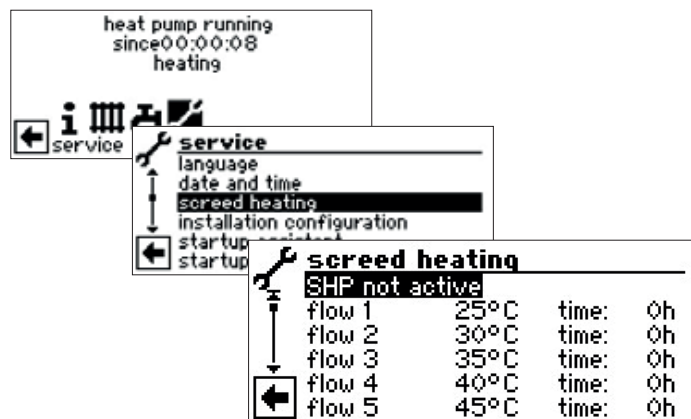 heat pump running
since00:00:08
heating
service
service
language
date and time
screed heating
installation configuration
startup assistent
startup
screed heating
SHP not active
flow 1 25°C time: 0h
flow 2 30°C time: 0h
flow 3 35°C time: 0h
flow 4 40°C time: 0h
flow 5 45°C time: 0h